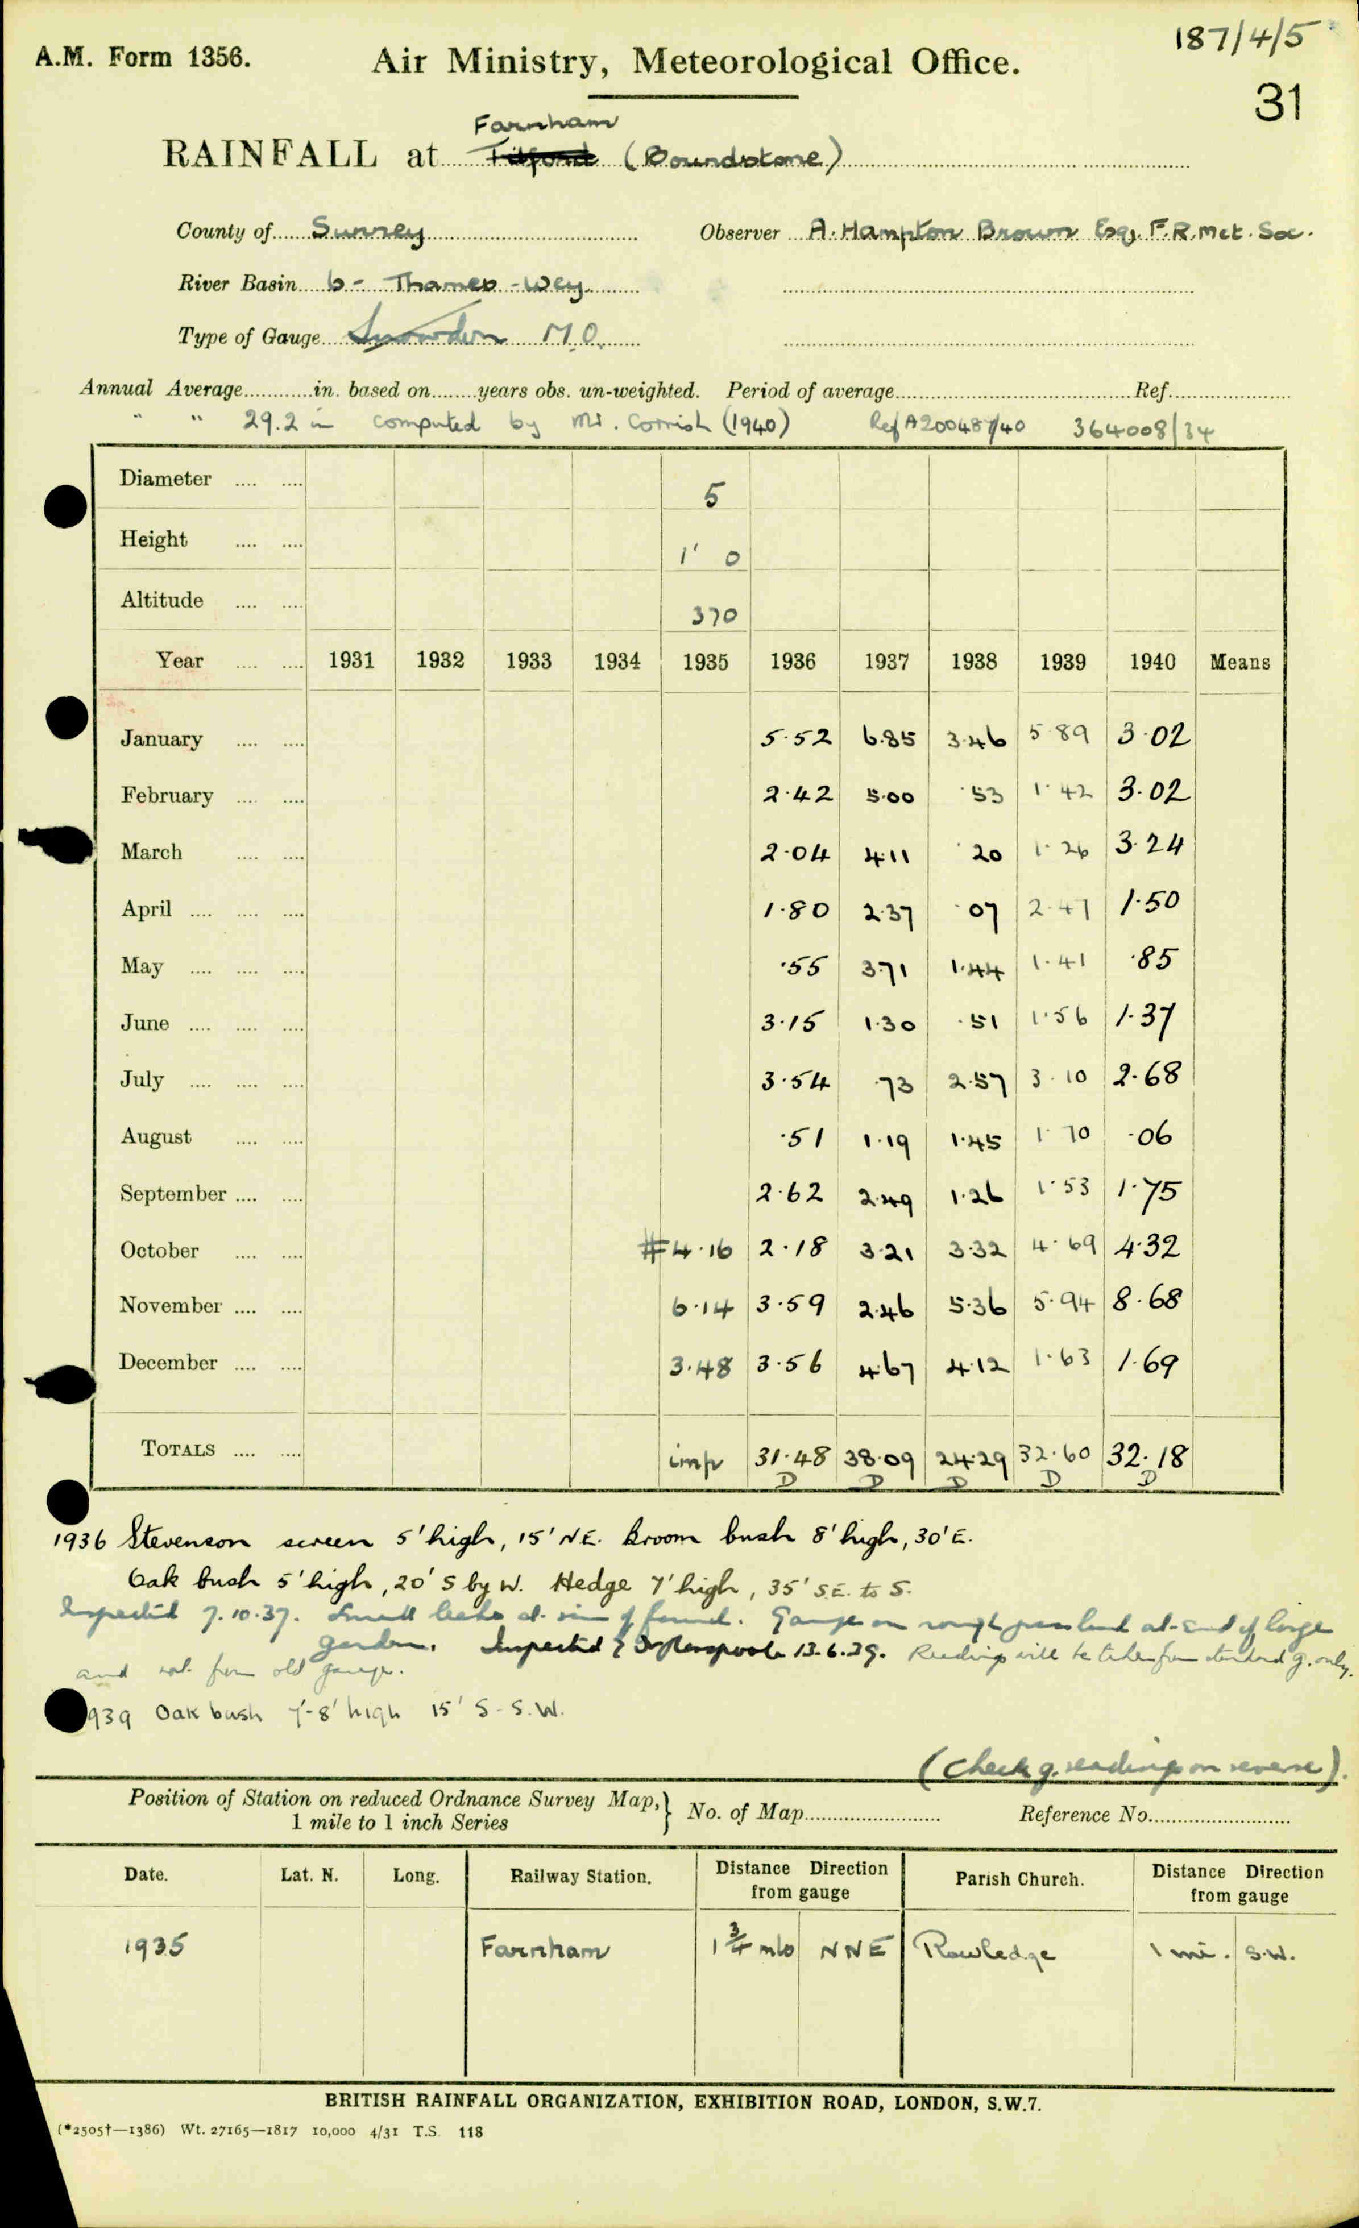 187/4/5
A.M. Form 1356. Air Ministry, Meteorological Office.
31
Farnham
RAINFALL at Tilford (Boundstone)
County of Surrey Observer A. Hampton Brown Esq. F.R.Met.Soc.
River Basin 6 - Thames - Wey
Type of Gauge Snowdon M.O.
Annual Average in. based on years obs. un-weighted. Period of average Ref.
" " 29.2 in computed by Mr. Cornish (1940) Ref A200487/40 364008/34
Diameter 5
Height 1' 0
Altitude 370
Year 1931 1932 1933 1934 1935 1936 1937 1938 1939 1940 Means
January 5.52 6.85 3.46 5.89 3.02
February 2.42 5.00 .53 1.42 3.02
March 2.04 4.11 .20 1.26 3.24
April 1.80 2.37 .07 2.47 1.50
May .55 3.71 1.44 1.41 .85
June 3.15 1.30 .51 1.56 1.37
July 3.54 .73 2.57 3.10 2.68
August .51 1.19 1.45 1.70 .06
September 2.62 2.49 1.26 1.53 1.75
October #4.16 2.18 3.21 3.32 4.69 4.32
November 6.14 3.59 2.46 5.36 5.94 8.68
December 3.48 3.56 4.67 4.12 1.63 1.69
TOTALS imp 31.48 38.09 24.29 32.60 32.18
D D D D D
1936 Stevenson screen 5' high, 15' NE. Broom bush 8' high, 30' E.
Oak bush 5' high, 20' S by W. Hedge 7' high, 35' S.E. to S.
Inspected 7.10.37. Small leaks at rim of funnel. Gauge on rough grass land at end of large
garden. Inspected 13.6.39. Readings will be taken from standard g. only.
and not from old gauge.
1939 Oak bush 7'-8' high 15' S-S.W.
(Check g. readings on reverse).
Position of Station on reduced Ordnance Survey Map, 1 mile to 1 inch Series } No. of Map Reference No.
Date. Lat. N. Long. Railway Station. Distance Direction from gauge Parish Church. Distance Direction from gauge
1935 Farnham 1 3/4 mls NNE Rowledge 1 mi. S.W.
BRITISH RAINFALL ORGANIZATION, EXHIBITION ROAD, LONDON, S.W.7.
(*2505†—1386) Wt. 27165—1817 10,000 4/31 T.S. 118